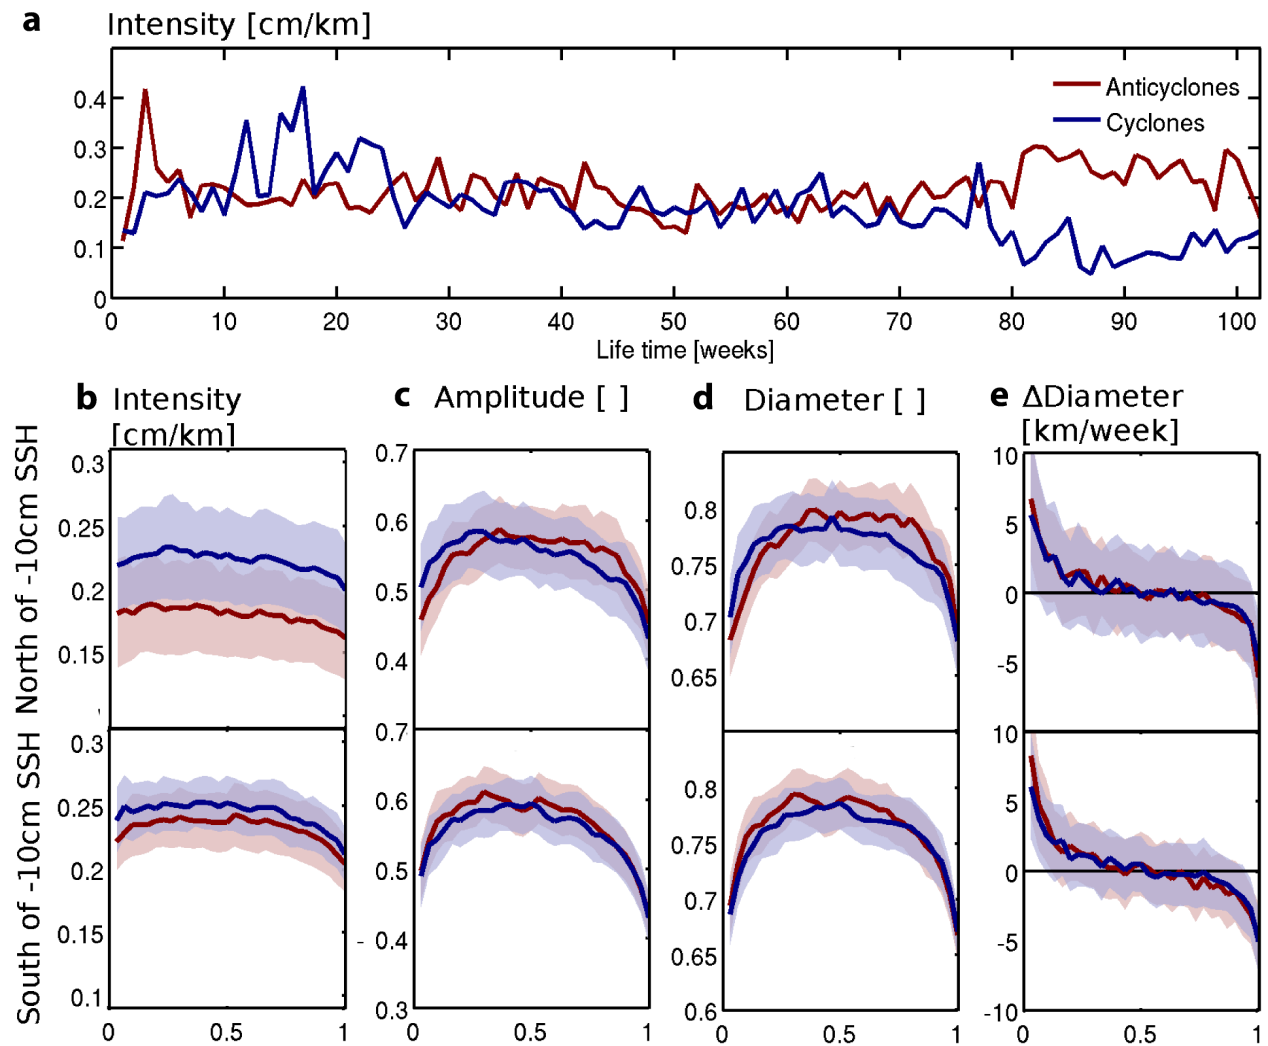 a Intensity [cm/km]
0.4
0.3
0.2
0.1
0
Anticyclones
Cyclones
0 10 20 30 40 50 60 70 80 90 100
Life time [weeks]
b Intensity
[cm/km]
c Amplitude [ ]
d Diameter [ ]
e ΔDiameter
[km/week]
North of -10cm SSH
0.3
0.25
0.2
0.15
0.7
0.6
0.5
0.4
0.8
0.75
0.7
0.65
10
5
0
-5
South of -10cm SSH
0.3
0.25
0.2
0.15
0.1
0.7
0.6
0.5
0.4
0.3
0.8
0.75
0.7
0.65
0.6
10
5
0
-5
-10
0 0.5 1
0 0.5 1
0 0.5 1
0 0.5 1